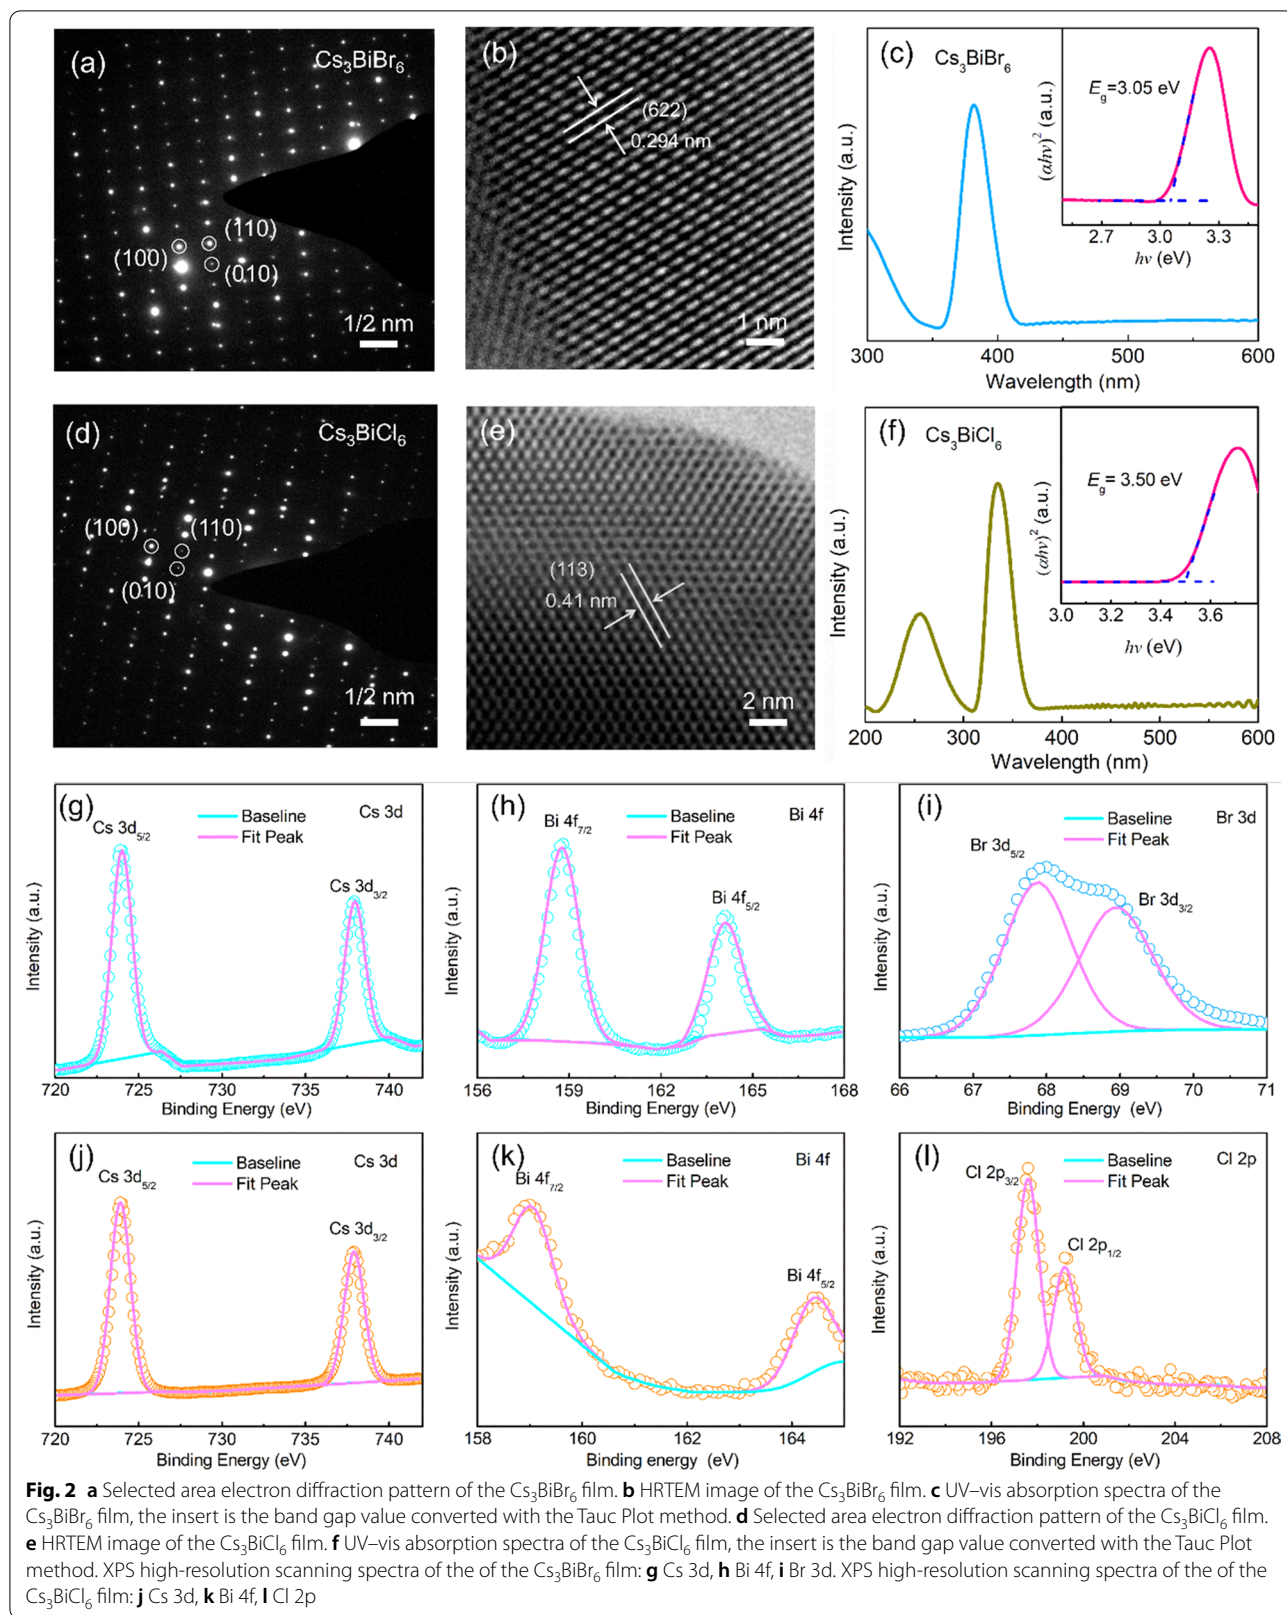 (a)
Cs3BiBr6
(110)
(100)
(010)
1/2 nm
(b)
(622)
0.294 nm
1 nm
(c)
Cs3BiBr6
Eg=3.05 eV
(αhν)2 (a.u.)
2.7 3.0 3.3
hν (eV)
Intensity (a.u.)
300 400 500 600
Wavelength (nm)
(d)
Cs3BiCl6
(100)
(110)
(010)
1/2 nm
(e)
(113)
0.41 nm
2 nm
(f)
Cs3BiCl6
Eg= 3.50 eV
(αhν)2 (a.u.)
3.0 3.2 3.4 3.6
hν (eV)
Intensity (a.u.)
200 300 400 500 600
Wavelength (nm)
(g)
Cs 3d5/2
Baseline
Fit Peak
Cs 3d
Cs 3d3/2
Intensity (a.u.)
720 725 730 735 740
Binding Energy (eV)
(h)
Bi 4f7/2
Baseline
Fit Peak
Bi 4f
Bi 4f5/2
Intensity (a.u.)
156 159 162 165 168
Binding Energy (eV)
(i)
Baseline
Fit Peak
Br 3d
Br 3d5/2
Br 3d3/2
Intensity (a.u.)
66 67 68 69 70 71
Binding Energy (eV)
(j)
Cs 3d5/2
Baseline
Fit Peak
Cs 3d
Cs 3d3/2
Intensity (a.u.)
720 725 730 735 740
Binding Energy (eV)
(k)
Bi 4f7/2
Baseline
Fit Peak
Bi 4f
Bi 4f5/2
Intensity (a.u.)
158 160 162 164
Binding energy (eV)
(l)
Baseline
Fit Peak
Cl 2p
Cl 2p3/2
Cl 2p1/2
Intensity (a.u.)
192 196 200 204 208
Binding Energy (eV)
Fig. 2 a Selected area electron diffraction pattern of the Cs3BiBr6 film. b HRTEM image of the Cs3BiBr6 film. c UV–vis absorption spectra of the
Cs3BiBr6 film, the insert is the band gap value converted with the Tauc Plot method. d Selected area electron diffraction pattern of the Cs3BiCl6 film.
e HRTEM image of the Cs3BiCl6 film. f UV–vis absorption spectra of the Cs3BiCl6 film, the insert is the band gap value converted with the Tauc Plot
method. XPS high-resolution scanning spectra of the of the Cs3BiBr6 film: g Cs 3d, h Bi 4f, i Br 3d. XPS high-resolution scanning spectra of the of the
Cs3BiCl6 film: j Cs 3d, k Bi 4f, l Cl 2p